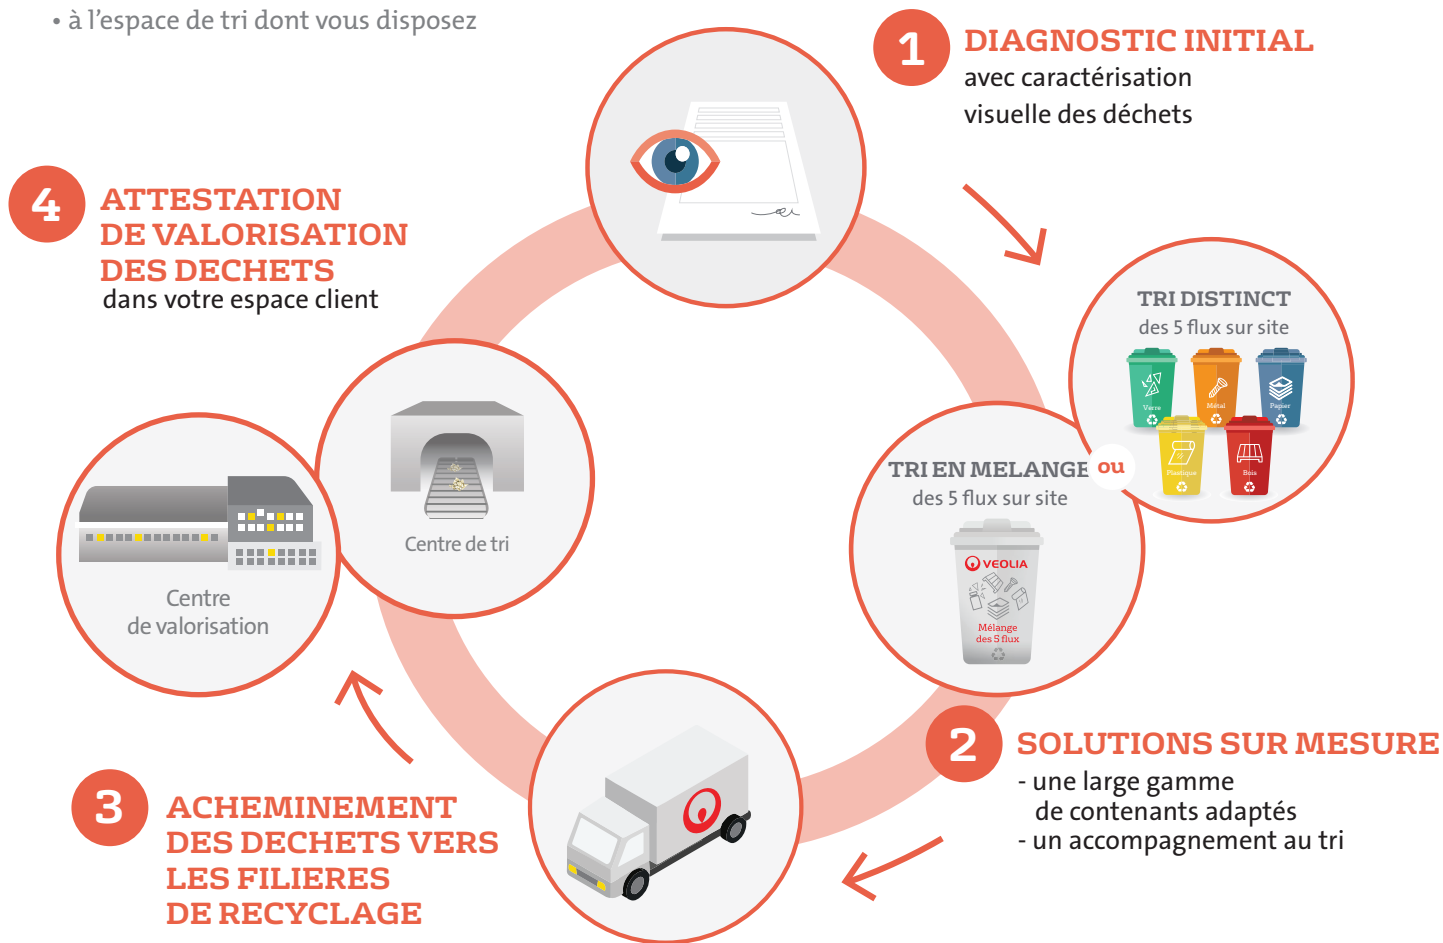 • à l’espace de tri dont vous disposez
1
DIAGNOSTIC INITIAL
avec caractérisation
visuelle des déchets
TRI DISTINCT
des 5 flux sur site
Verre
Métal
Papier
Plastique
Bois
ou
TRI EN MELANGE
des 5 flux sur site
VEOLIA
Mélange
des 5 flux
2
SOLUTIONS SUR MESURE
- une large gamme
de contenants adaptés
- un accompagnement au tri
3
ACHEMINEMENT
DES DECHETS VERS
LES FILIERES
DE RECYCLAGE
4
ATTESTATION
DE VALORISATION
DES DECHETS
dans votre espace client
Centre de tri
Centre
de valorisation